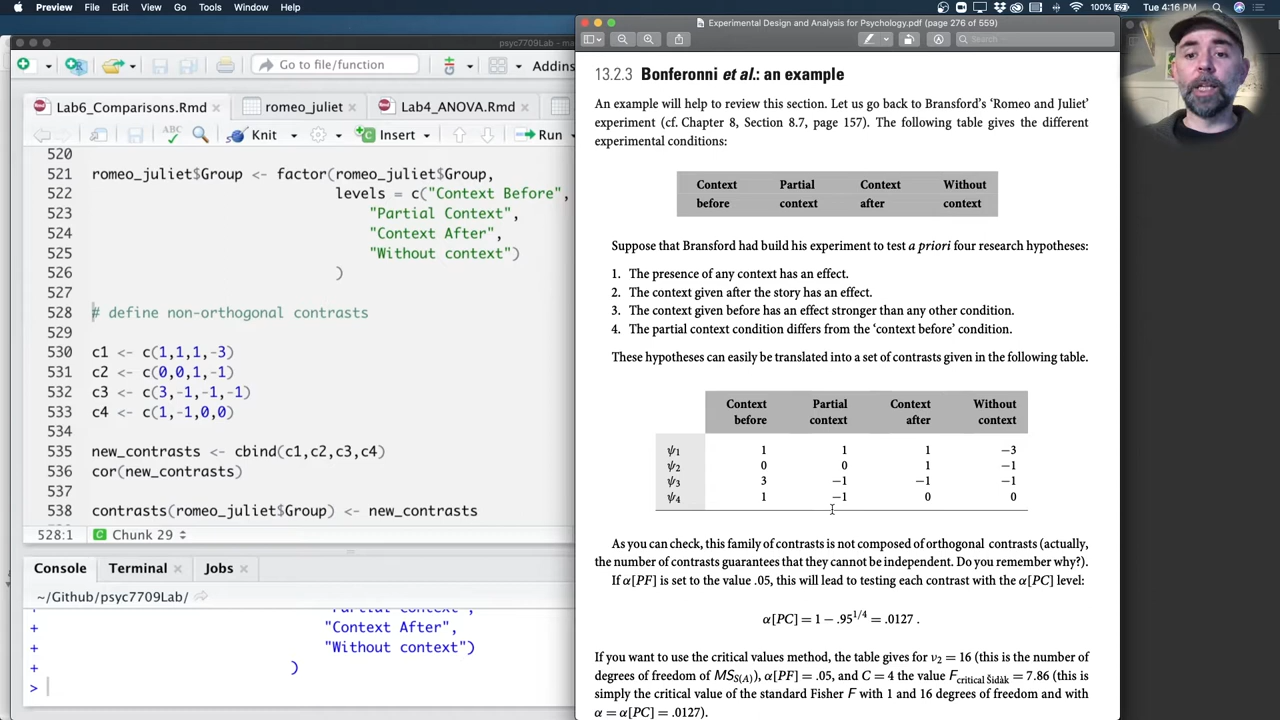 Preview File Edit View Go Tools Window Help
100% Tue 4:16 PM
psyc7709Lab - ma
Go to file/function
Addins
Lab6_Comparisons.Rmd
romeo_juliet
Lab4_ANOVA.Rmd
ABC
Knit
Insert
Run
520
521 romeo_juliet$Group <- factor(romeo_juliet$Group,
522 levels = c("Context Before",
523 "Partial Context",
524 "Context After",
525 "Without context")
526 )
527
528 # define non-orthogonal contrasts
529
530 c1 <- c(1,1,1,-3)
531 c2 <- c(0,0,1,-1)
532 c3 <- c(3,-1,-1,-1)
533 c4 <- c(1,-1,0,0)
534
535 new_contrasts <- cbind(c1,c2,c3,c4)
536 cor(new_contrasts)
537
538 contrasts(romeo_juliet$Group) <- new_contrasts
528:1 Chunk 29
Console Terminal Jobs
~/Github/psyc7709Lab/
+ "Partial Context",
+ "Context After",
+ "Without context")
+ )
>
Experimental Design and Analysis for Psychology.pdf (page 276 of 559)
Search
13.2.3 Bonferonni et al.: an example
An example will help to review this section. Let us go back to Bransford's 'Romeo and Juliet'
experiment (cf. Chapter 8, Section 8.7, page 157). The following table gives the different
experimental conditions:
Context Partial Context Without
before context after context
Suppose that Bransford had build his experiment to test a priori four research hypotheses:
1. The presence of any context has an effect.
2. The context given after the story has an effect.
3. The context given before has an effect stronger than any other condition.
4. The partial context condition differs from the 'context before' condition.
These hypotheses can easily be translated into a set of contrasts given in the following table.
Context Partial Context Without
before context after context
ψ1 1 1 1 −3
ψ2 0 0 1 −1
ψ3 3 −1 −1 −1
ψ4 1 −1 0 0
As you can check, this family of contrasts is not composed of orthogonal contrasts (actually,
the number of contrasts guarantees that they cannot be independent. Do you remember why?).
If α[PF] is set to the value .05, this will lead to testing each contrast with the α[PC] level:
α[PC] = 1 − .95^1/4 = .0127 .
If you want to use the critical values method, the table gives for ν2 = 16 (this is the number of
degrees of freedom of MS_S(A)), α[PF] = .05, and C = 4 the value F_critical Šidàk = 7.86 (this is
simply the critical value of the standard Fisher F with 1 and 16 degrees of freedom and with
α = α[PC] = .0127).